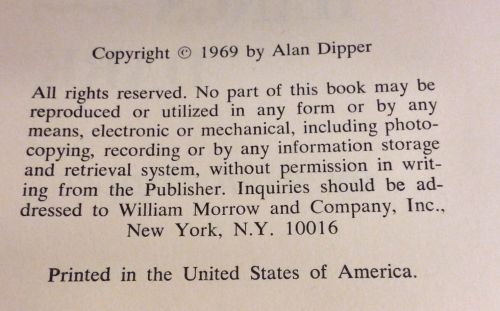 Copyright © 1969 by Alan Dipper
All rights reserved. No part of this book may be
reproduced or utilized in any form or by any
means, electronic or mechanical, including photo-
copying, recording or by any information storage
and retrieval system, without permission in writ-
ing from the Publisher. Inquiries should be ad-
dressed to William Morrow and Company, Inc.,
New York, N.Y. 10016
Printed in the United States of America.